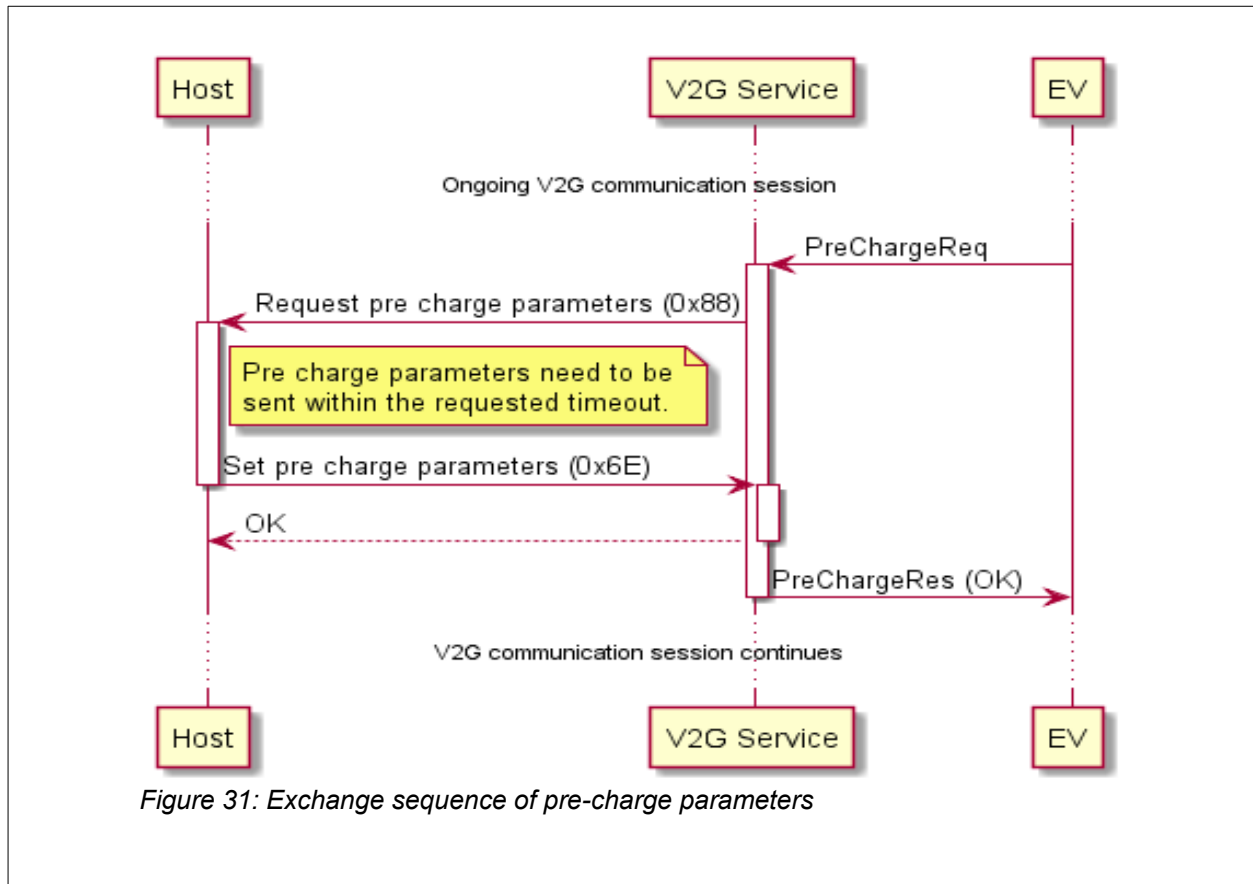 Host
V2G Service
EV
Ongoing V2G communication session
PreChargeReq
Request pre charge parameters (0x88)
Pre charge parameters need to be
sent within the requested timeout.
Set pre charge parameters (0x6E)
OK
PreChargeRes (OK)
V2G communication session continues
Host
V2G Service
EV
Figure 31: Exchange sequence of pre-charge parameters